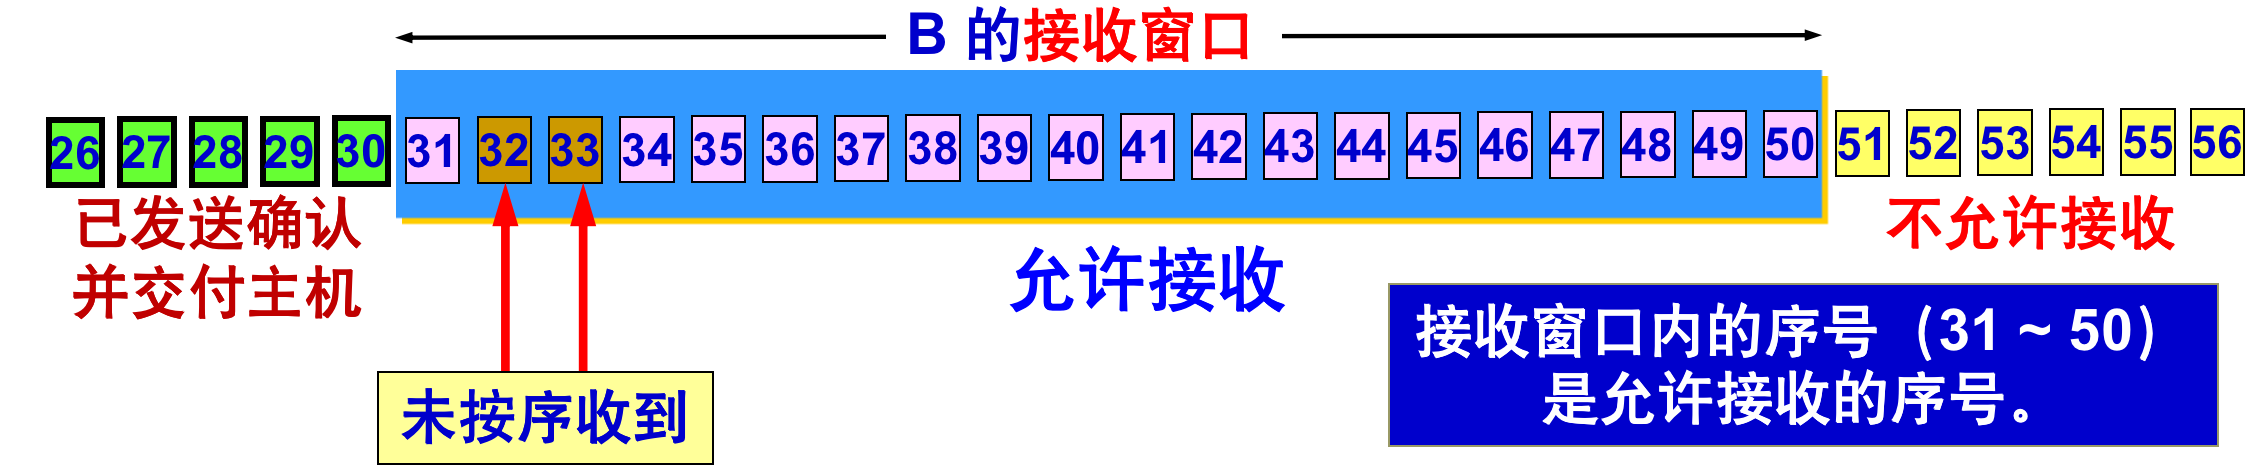 B 的接收窗口
26 27 28 29 30 31 32 33 34 35 36 37 38 39 40 41 42 43 44 45 46 47 48 49 50 51 52 53 54 55 56
已发送确认
并交付主机
允许接收
不允许接收
未按序收到
接收窗口内的序号（31 ~ 50）
是允许接收的序号。